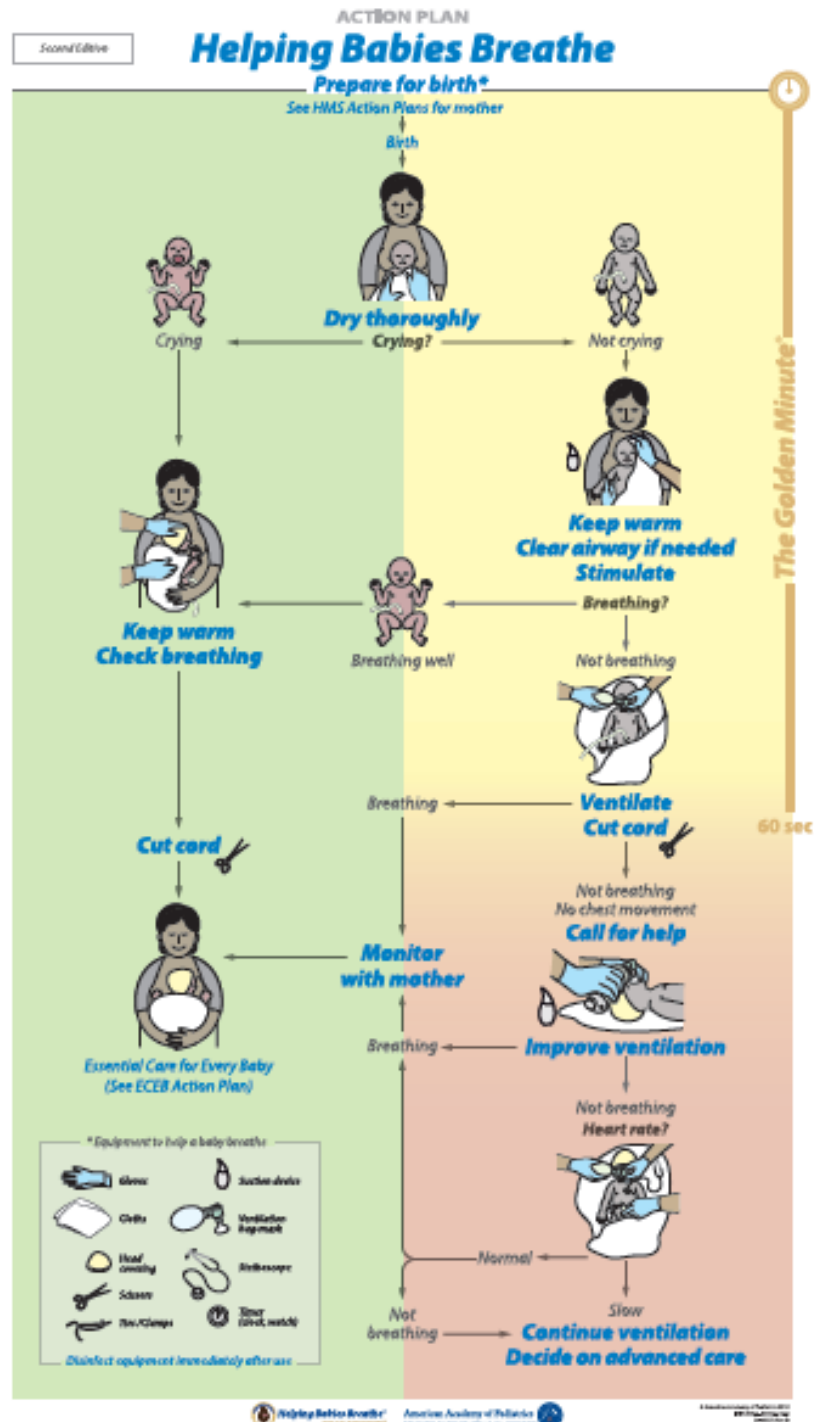 ACTION PLAN
Second Edition
Helping Babies Breathe
Prepare for birth*
See HMS Action Plans for mother
Birth
Dry thoroughly
Crying
Crying?
Not crying
The Golden Minute®
Keep warm
Clear airway if needed
Stimulate
Breathing?
Keep warm
Check breathing
Breathing well
Not breathing
Breathing
Ventilate
Cut cord
60 sec
Cut cord
Not breathing
No chest movement
Call for help
Monitor
with mother
Breathing
Improve ventilation
Essential Care for Every Baby
(See ECEB Action Plan)
Not breathing
Heart rate?
* Equipment to help a baby breathe
Gloves
Suction device
Cloths
Ventilation
bag-mask
Head
covering
Stethoscope
Scissors
Ties/Clamps
Timer
(clock, watch)
Disinfect equipment immediately after use
Normal
Not
breathing
Slow
Continue ventilation
Decide on advanced care
Helping Babies Breathe®
American Academy of Pediatrics